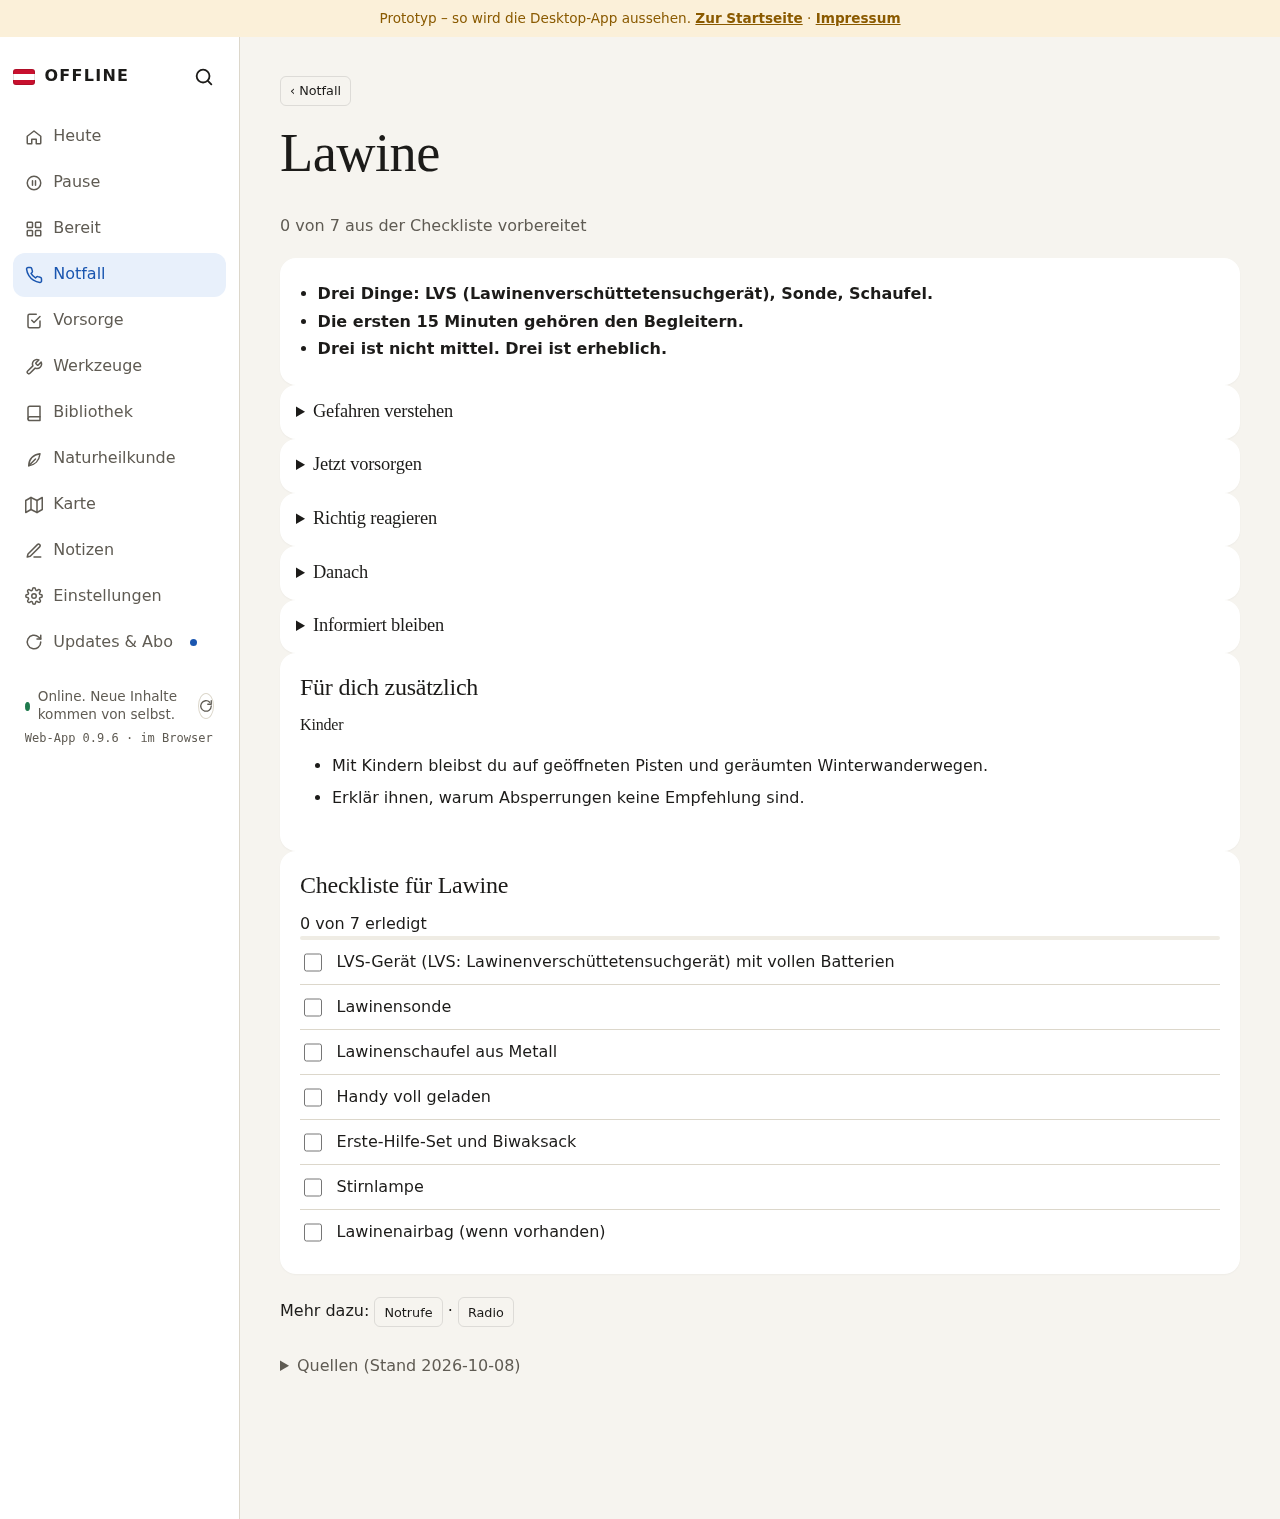 Prototyp – so wird die Desktop-App aussehen. Zur Startseite · Impressum
OFFLINE
Heute
Pause
Bereit
Notfall
Vorsorge
Werkzeuge
Bibliothek
Naturheilkunde
Karte
Notizen
Einstellungen
Updates & Abo
Online. Neue Inhalte
kommen von selbst.
Web-App 0.9.6 · im Browser
‹ Notfall
Lawine
0 von 7 aus der Checkliste vorbereitet
• Drei Dinge: LVS (Lawinenverschüttetensuchgerät), Sonde, Schaufel.
• Die ersten 15 Minuten gehören den Begleitern.
• Drei ist nicht mittel. Drei ist erheblich.
Gefahren verstehen
Jetzt vorsorgen
Richtig reagieren
Danach
Informiert bleiben
Für dich zusätzlich
Kinder
• Mit Kindern bleibst du auf geöffneten Pisten und geräumten Winterwanderwegen.
• Erklär ihnen, warum Absperrungen keine Empfehlung sind.
Checkliste für Lawine
0 von 7 erledigt
LVS-Gerät (LVS: Lawinenverschüttetensuchgerät) mit vollen Batterien
Lawinensonde
Lawinenschaufel aus Metall
Handy voll geladen
Erste-Hilfe-Set und Biwaksack
Stirnlampe
Lawinenairbag (wenn vorhanden)
Mehr dazu: Notrufe · Radio
Quellen (Stand 2026-10-08)